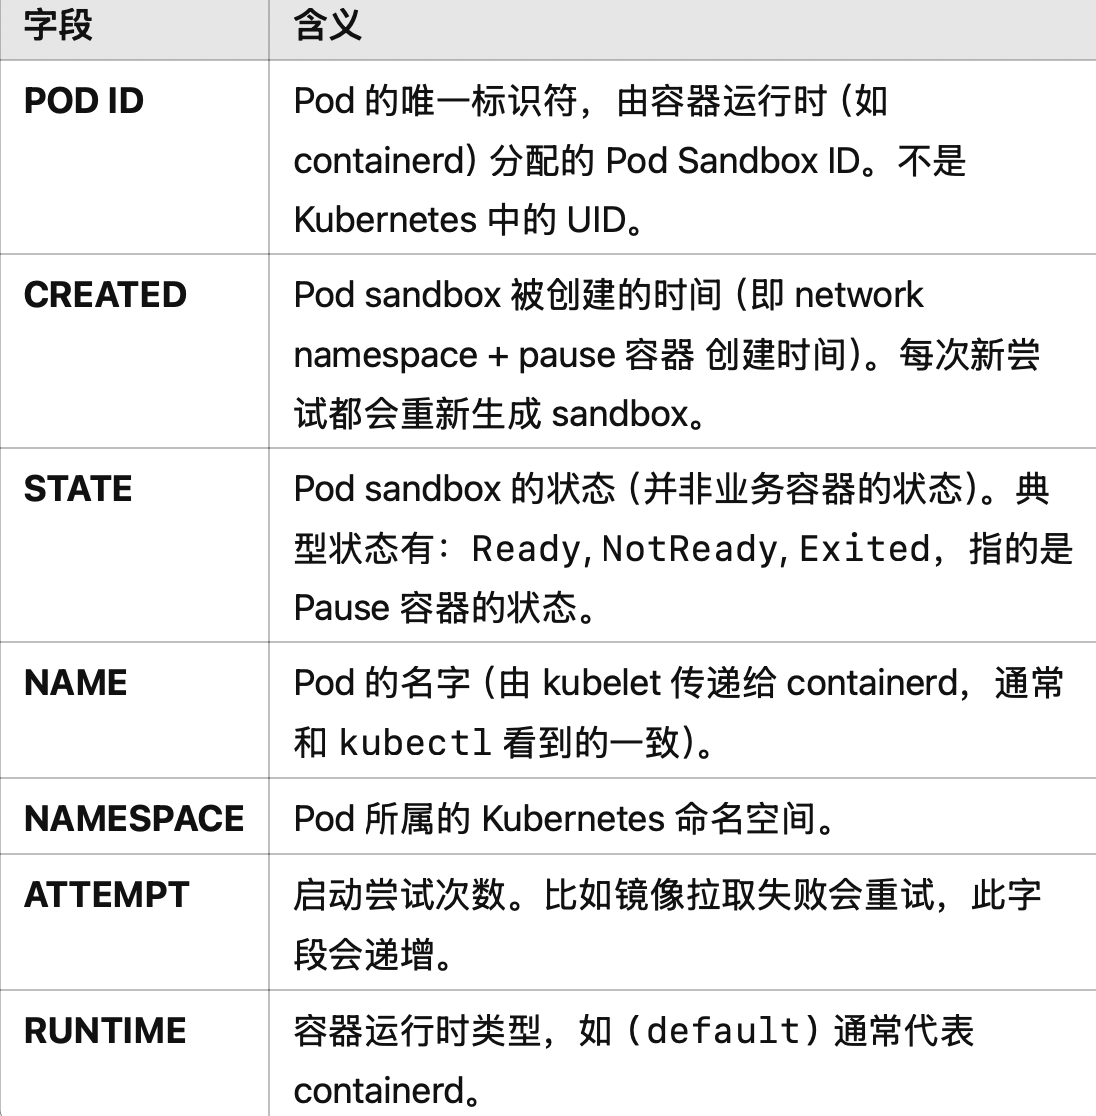 字段
含义
POD ID
Pod 的唯一标识符，由容器运行时（如
containerd）分配的 Pod Sandbox ID。不是
Kubernetes 中的 UID。
CREATED
Pod sandbox 被创建的时间（即 network
namespace + pause 容器 创建时间）。每次新尝
试都会重新生成 sandbox。
STATE
Pod sandbox 的状态（并非业务容器的状态）。典
型状态有：Ready, NotReady, Exited，指的是
Pause 容器的状态。
NAME
Pod 的名字（由 kubelet 传递给 containerd，通常
和 kubectl 看到的一致）。
NAMESPACE
Pod 所属的 Kubernetes 命名空间。
ATTEMPT
启动尝试次数。比如镜像拉取失败会重试，此字
段会递增。
RUNTIME
容器运行时类型，如 (default) 通常代表
containerd。